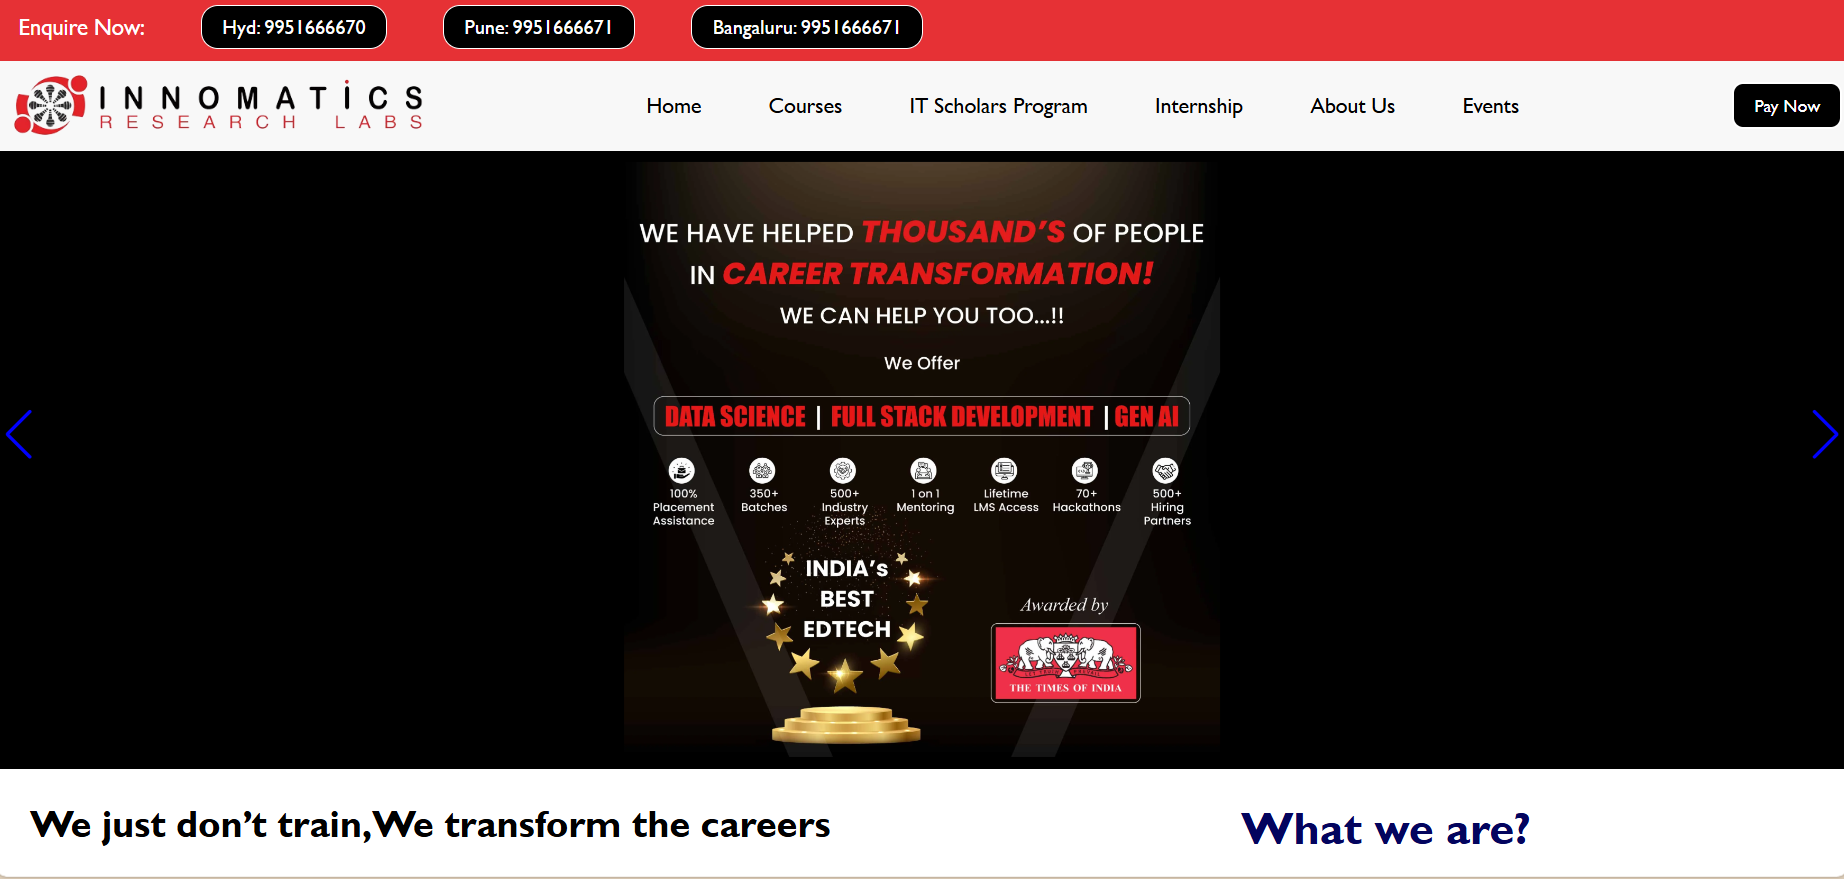 Enquire Now: Hyd: 9951666670 Pune: 9951666671 Bangaluru: 9951666671
INNOMATiCS
RESEARCH LABS
Home Courses IT Scholars Program Internship About Us Events Pay Now
WE HAVE HELPED THOUSAND'S OF PEOPLE
IN CAREER TRANSFORMATION!
WE CAN HELP YOU TOO...!!
We Offer
DATA SCIENCE | FULL STACK DEVELOPMENT | GEN AI
100%
Placement
Assistance
350+
Batches
500+
Industry
Experts
1 on 1
Mentoring
Lifetime
LMS Access
70+
Hackathons
500+
Hiring
Partners
INDIA's
BEST
EDTECH
Awarded by
THE TIMES OF INDIA
We just don't train,We transform the careers
What we are?